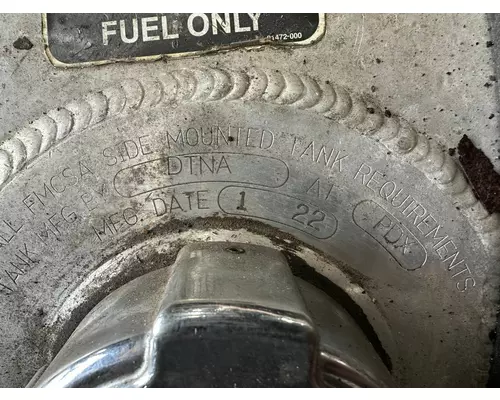 FUEL ONLY
1472-000
ALL FMCSA SIDE MOUNTED TANK REQUIREMENTS
TANK MFG BY DTNA AT PDX
MFG DATE 1 22